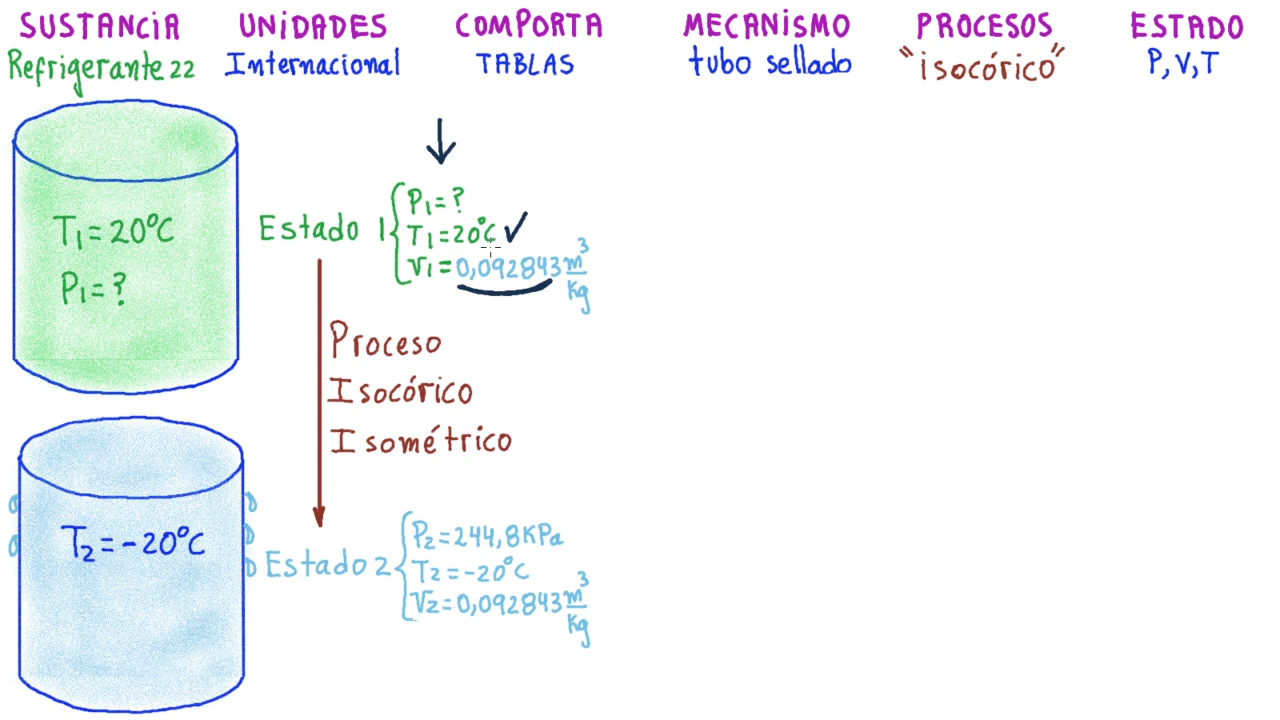 SUSTANCIA UNIDADES COMPORTA MECANISMO PROCESOS ESTADO
Refrigerante 22 Internacional TABLAS tubo sellado "isocórico" P, V, T
T1=20°C
P1=?
Estado 1
P1=?
T1=20°C ✓
V1=0,092843 m³/Kg
Proceso
Isocórico
Isométrico
T2=-20°C
Estado 2
P2=244,8KPa
T2=-20°C
V2=0,092843 m³/Kg